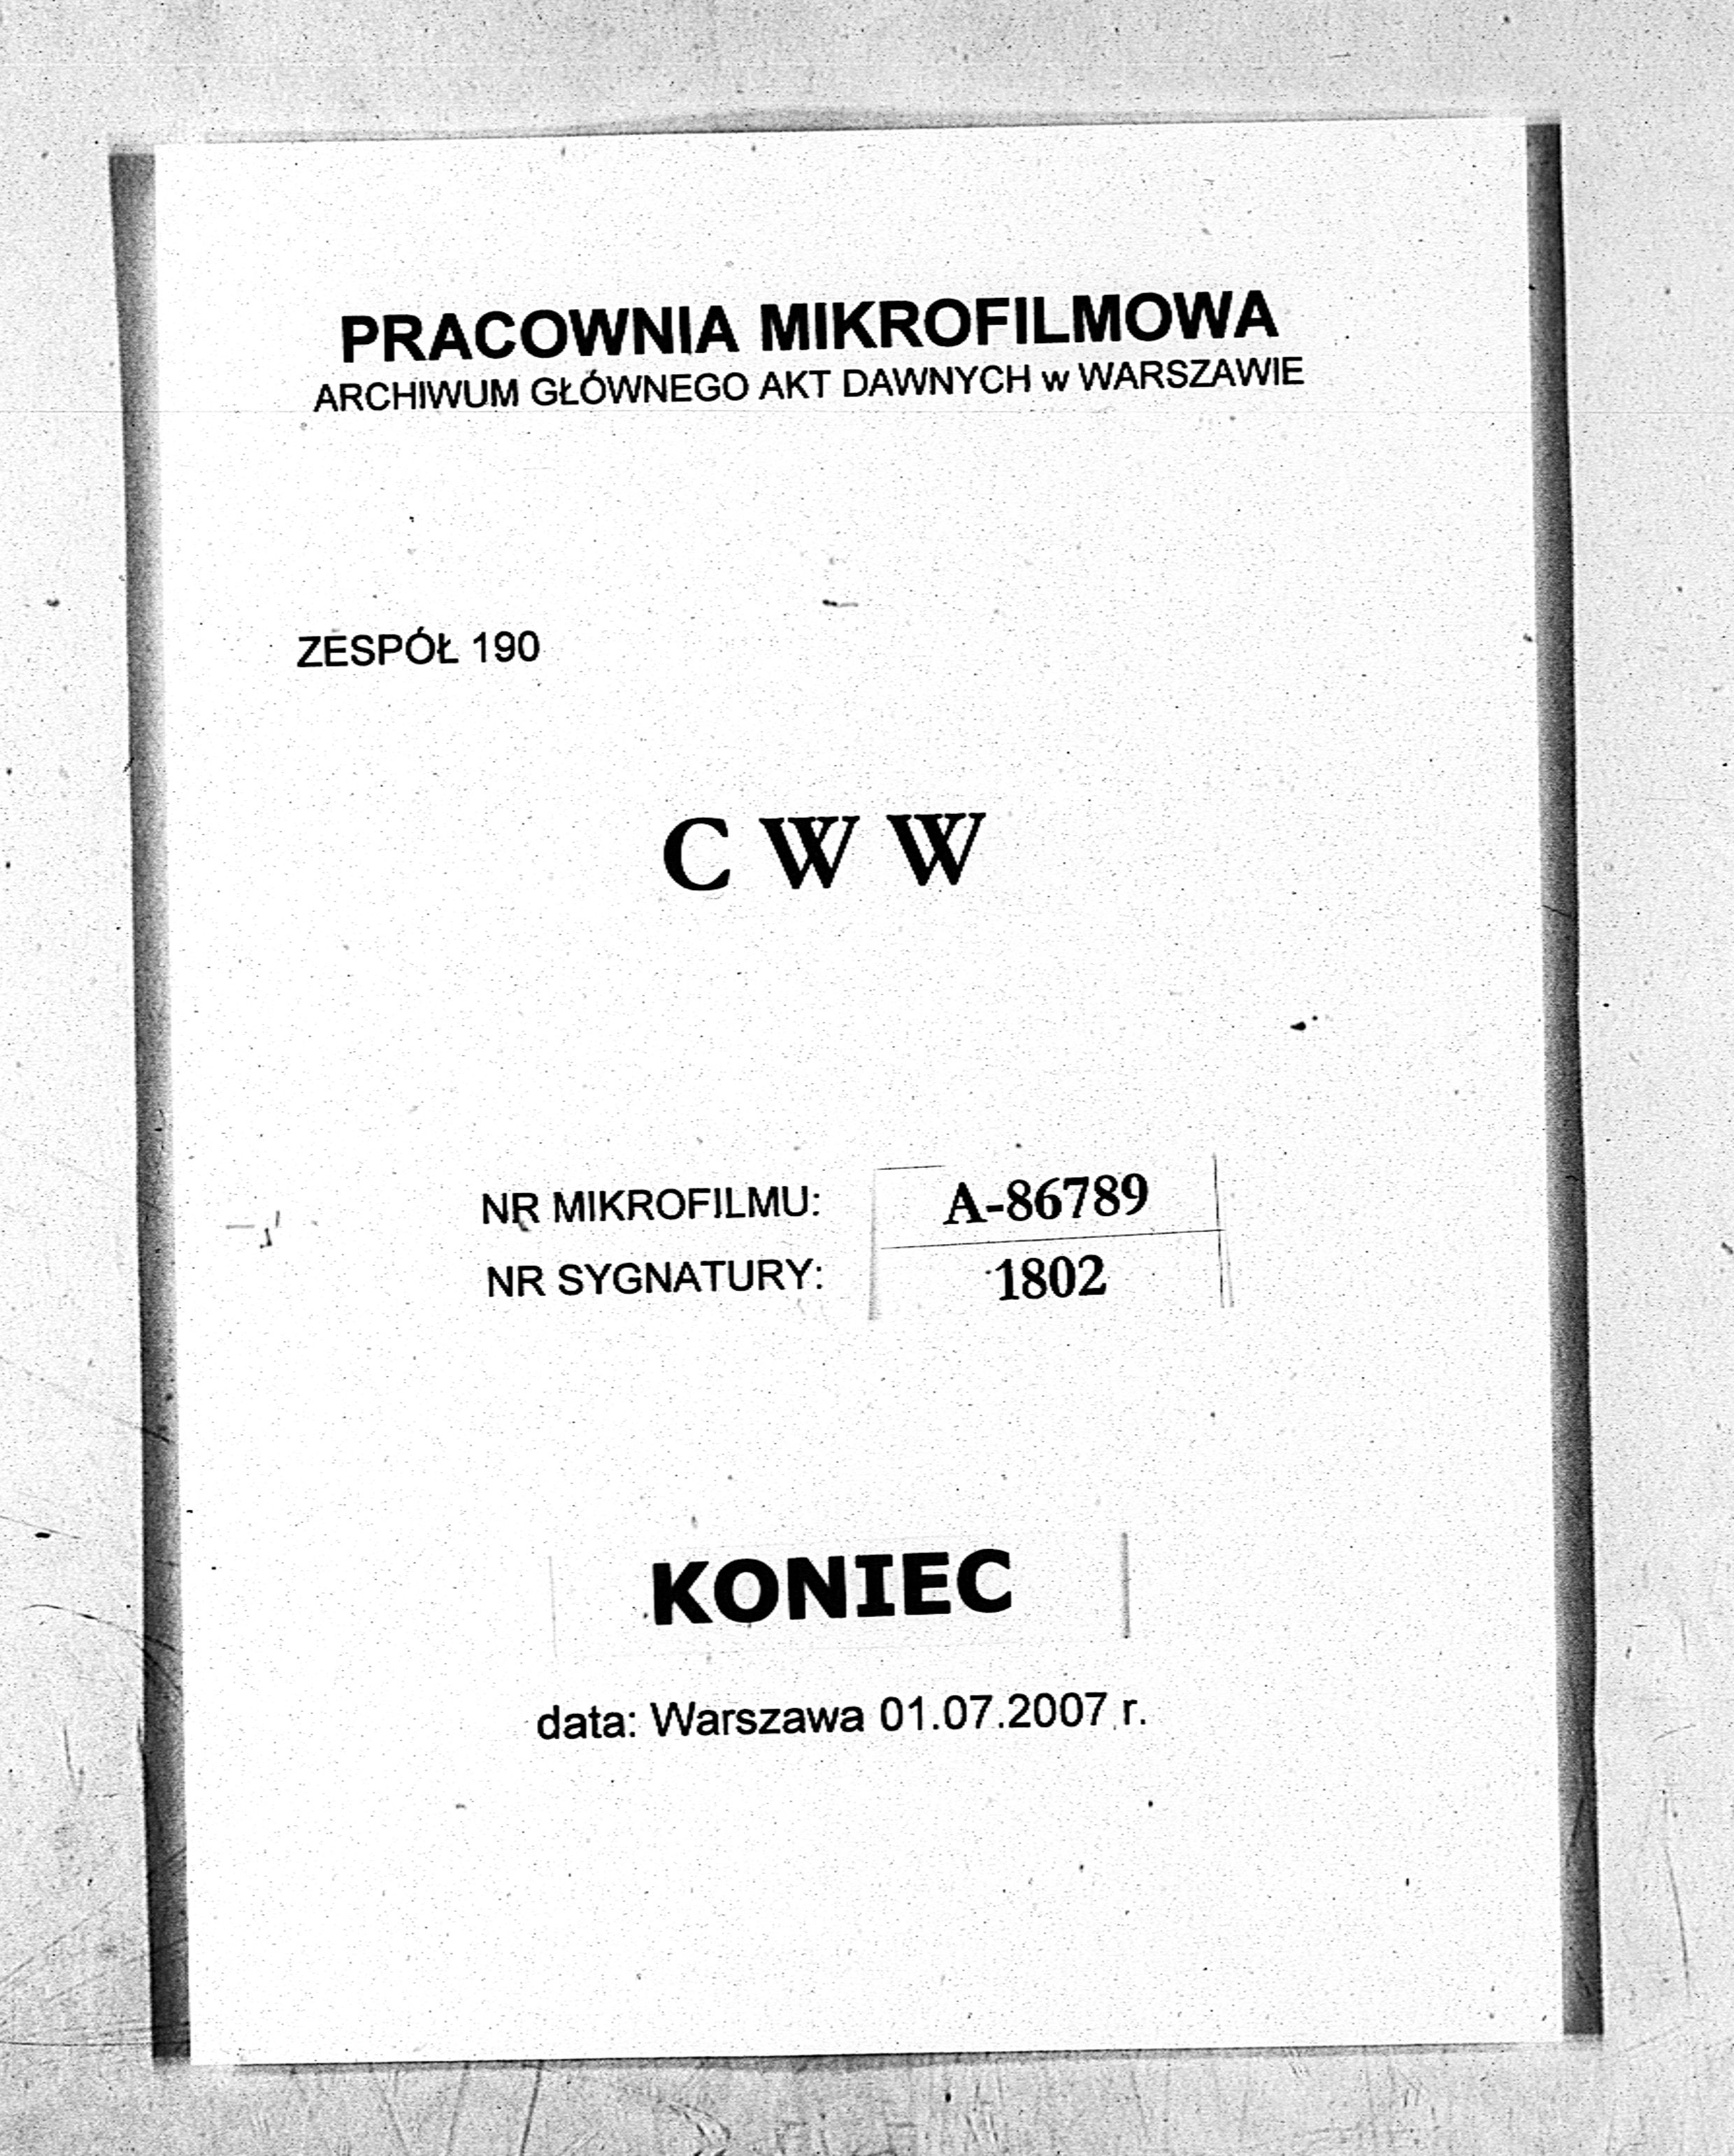 PRACOWNIA MIKROFILMOWA
ARCHIWUM GŁÓWNEGO AKT DAWNYCH w WARSZAWIE
ZESPÓŁ 190
C W W
NR MIKROFILMU: A-86789
NR SYGNATURY: 1802
KONIEC
data: Warszawa 01.07.2007 r.